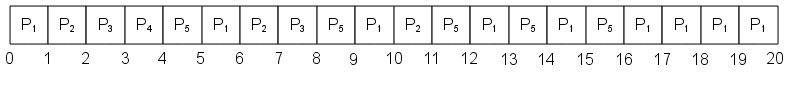 P₁ P₂ P₃ P₄ P₅ P₁ P₂ P₃ P₅ P₁ P₂ P₅ P₁ P₅ P₁ P₅ P₁ P₁ P₁ P₁
0 1 2 3 4 5 6 7 8 9 10 11 12 13 14 15 16 17 18 19 20